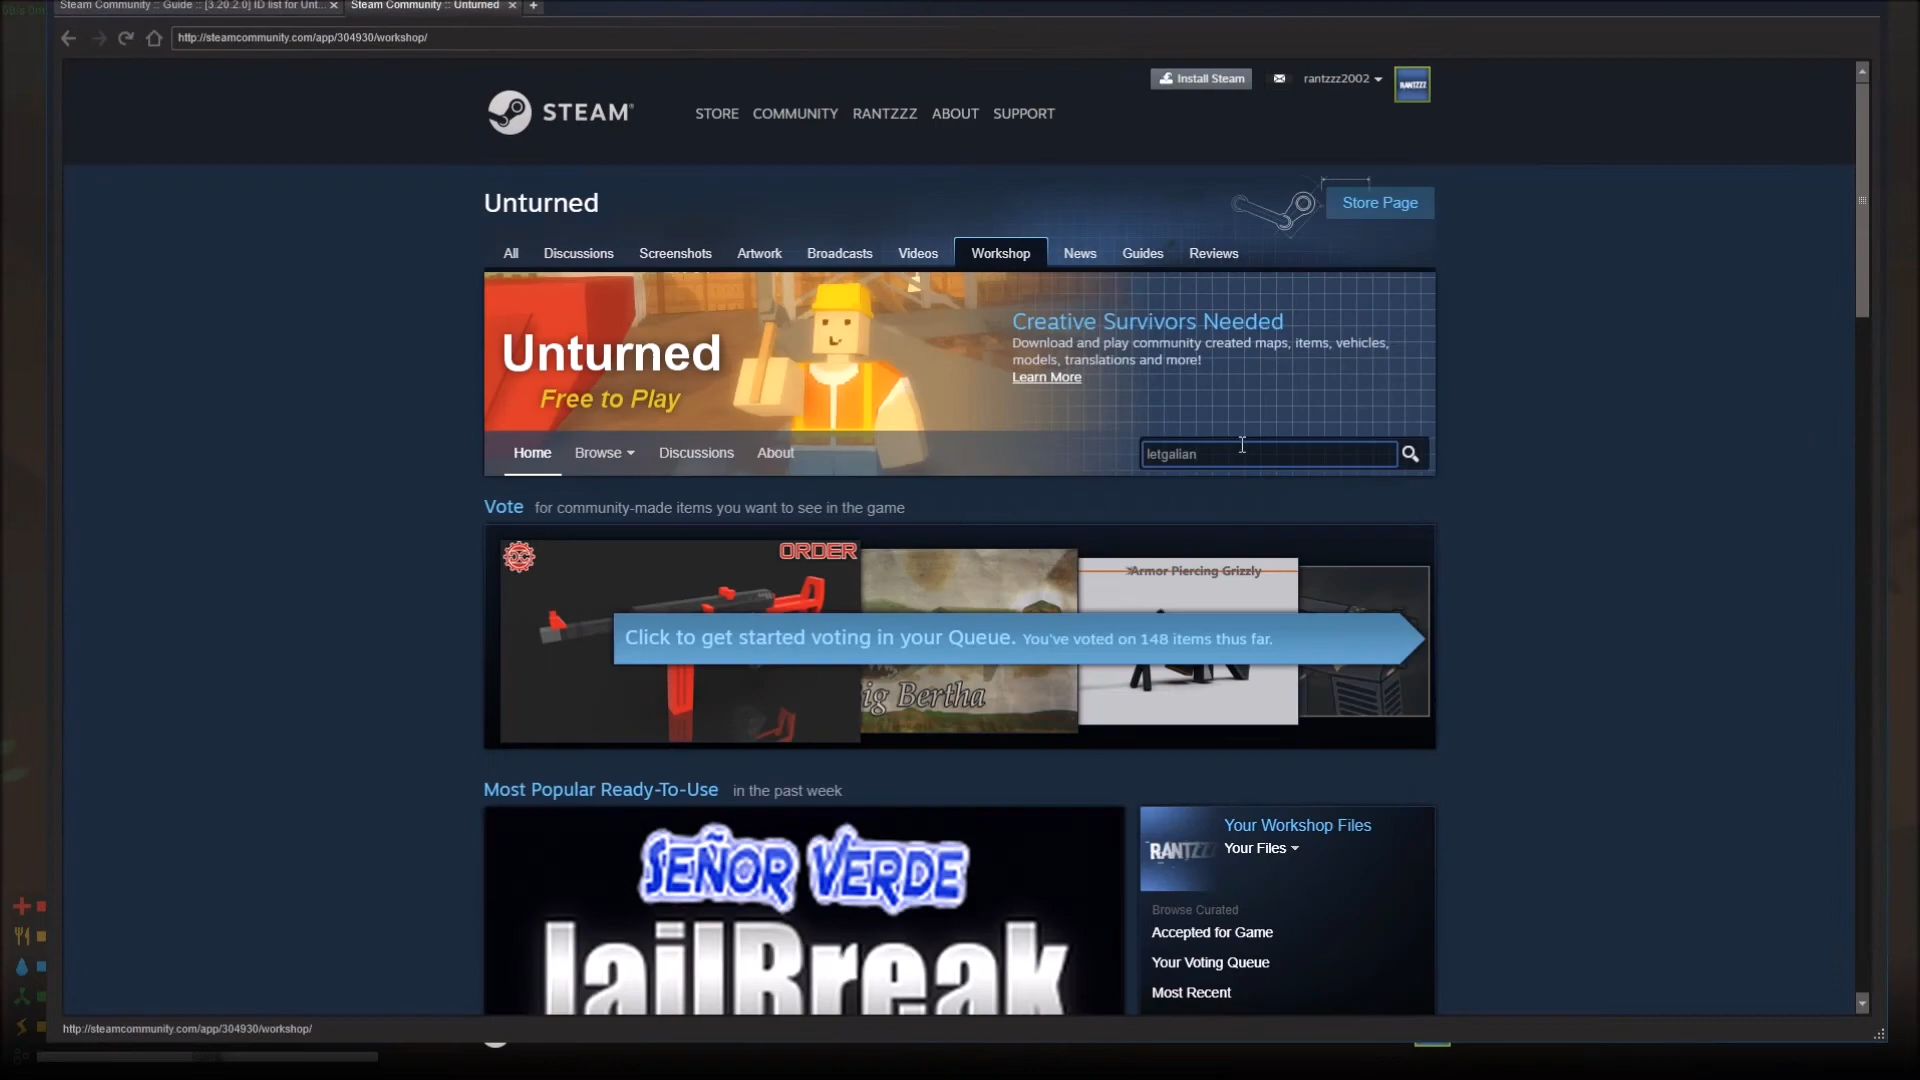 Steam Community :: Guide :: [3.20.2.0] ID list for Unt...
Steam Community :: Unturned
http://steamcommunity.com/app/304930/workshop/
Install Steam
rantzzz2002
RANTZZZ
STEAM
STORE COMMUNITY RANTZZZ ABOUT SUPPORT
Unturned
Store Page
All Discussions Screenshots Artwork Broadcasts Videos Workshop News Guides Reviews
Unturned
Free to Play
Creative Survivors Needed
Download and play community created maps, items, vehicles,
models, translations and more!
Learn More
Home Browse Discussions About
letgalian
Vote for community-made items you want to see in the game
ORDER
Armor Piercing Grizzly
Click to get started voting in your Queue. You've voted on 148 items thus far.
ig Bertha
Most Popular Ready-To-Use in the past week
SEÑOR VERDE
JailBreak
RANTZZZ
Your Workshop Files
Your Files
Browse Curated
Accepted for Game
Your Voting Queue
Most Recent
http://steamcommunity.com/app/304930/workshop/